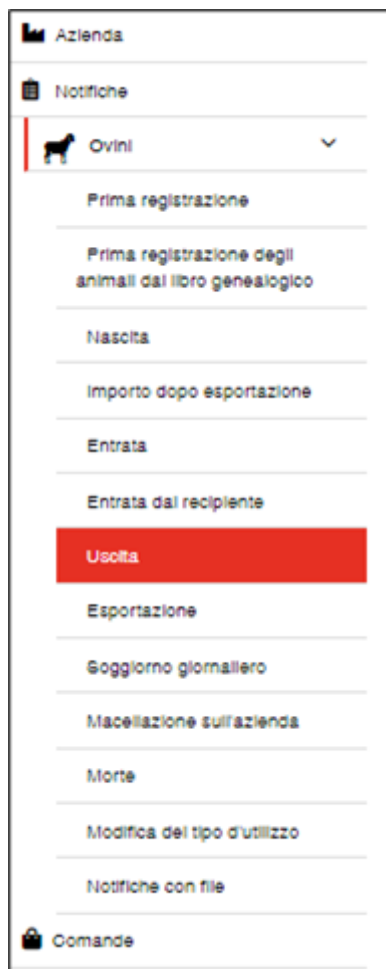 Azienda
Notifiche
Ovini
Prima registrazione
Prima registrazione degli
animali dal libro genealogico
Nascita
Importo dopo esportazione
Entrata
Entrata dal recipiente
Uscita
Esportazione
Soggiorno giornaliero
Macellazione sull'azienda
Morte
Modifica del tipo d'utilizzo
Notifiche con file
Comande